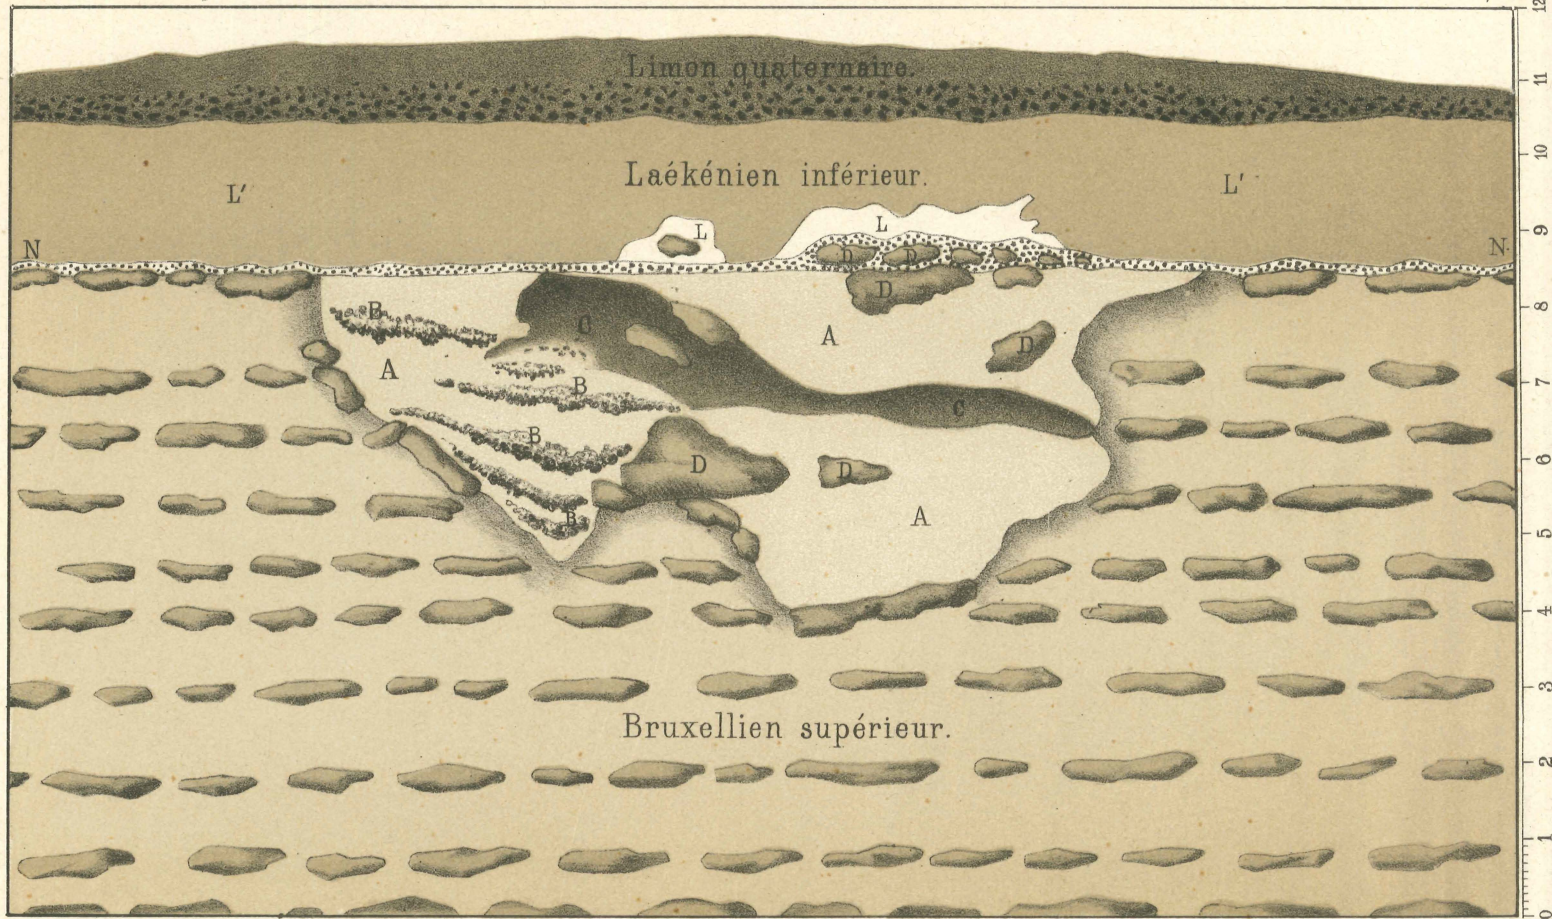 12
Limon quaternaire.
11
10
Laékénien inférieur.
L'
L'
L
L
9
N
N.
D
D
D
8
B
C
A
D
A
7
B
C
B
6
D
D
B
A
5
4
3
Bruxellien supérieur.
2
1
0